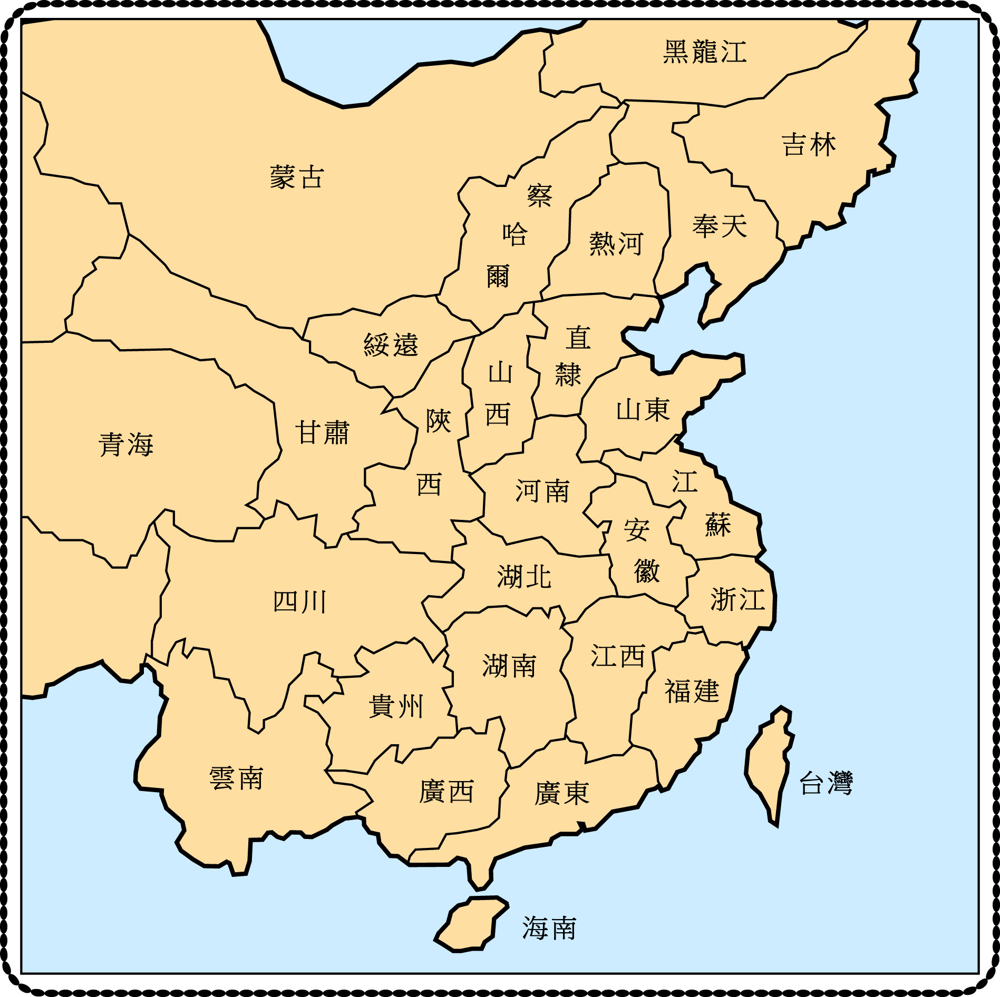 黑龍江
吉林
蒙古
察哈爾
奉天
熱河
綏遠
直隸
山西
山東
陝西
甘肅
青海
河南
江蘇
安徽
湖北
浙江
四川
江西
湖南
福建
貴州
雲南
廣西
廣東
台灣
海南